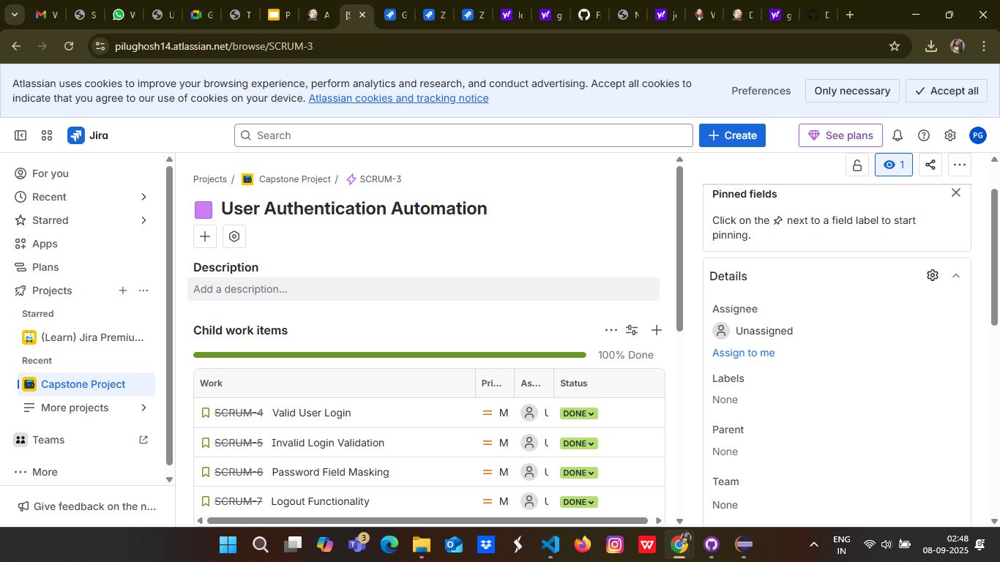 W
S
W
U
G
T
P
A
[S
G
Z
Z
lo
g
F
N
je
W
D
g
D
pilughosh14.atlassian.net/browse/SCRUM-3
Atlassian uses cookies to improve your browsing experience, perform analytics and research, and conduct advertising. Accept all cookies to
indicate that you agree to our use of cookies on your device. Atlassian cookies and tracking notice
Preferences
Only necessary
Accept all
Jira
Search
Create
See plans
PG
For you
Recent
Starred
Apps
Plans
Projects
Starred
(Learn) Jira Premiu...
Recent
Capstone Project
More projects
Teams
More
Give feedback on the n...
Projects / Capstone Project / SCRUM-3
User Authentication Automation
Description
Add a description...
Child work items
100% Done
Work Pri... As... Status
SCRUM-4 Valid User Login M U DONE
SCRUM-5 Invalid Login Validation M U DONE
SCRUM-6 Password Field Masking M U DONE
SCRUM-7 Logout Functionality M U DONE
1
Pinned fields
Click on the next to a field label to start
pinning.
Details
Assignee
Unassigned
Assign to me
Labels
None
Parent
None
Team
None
3
ENG
IN
02:48
08-09-2025